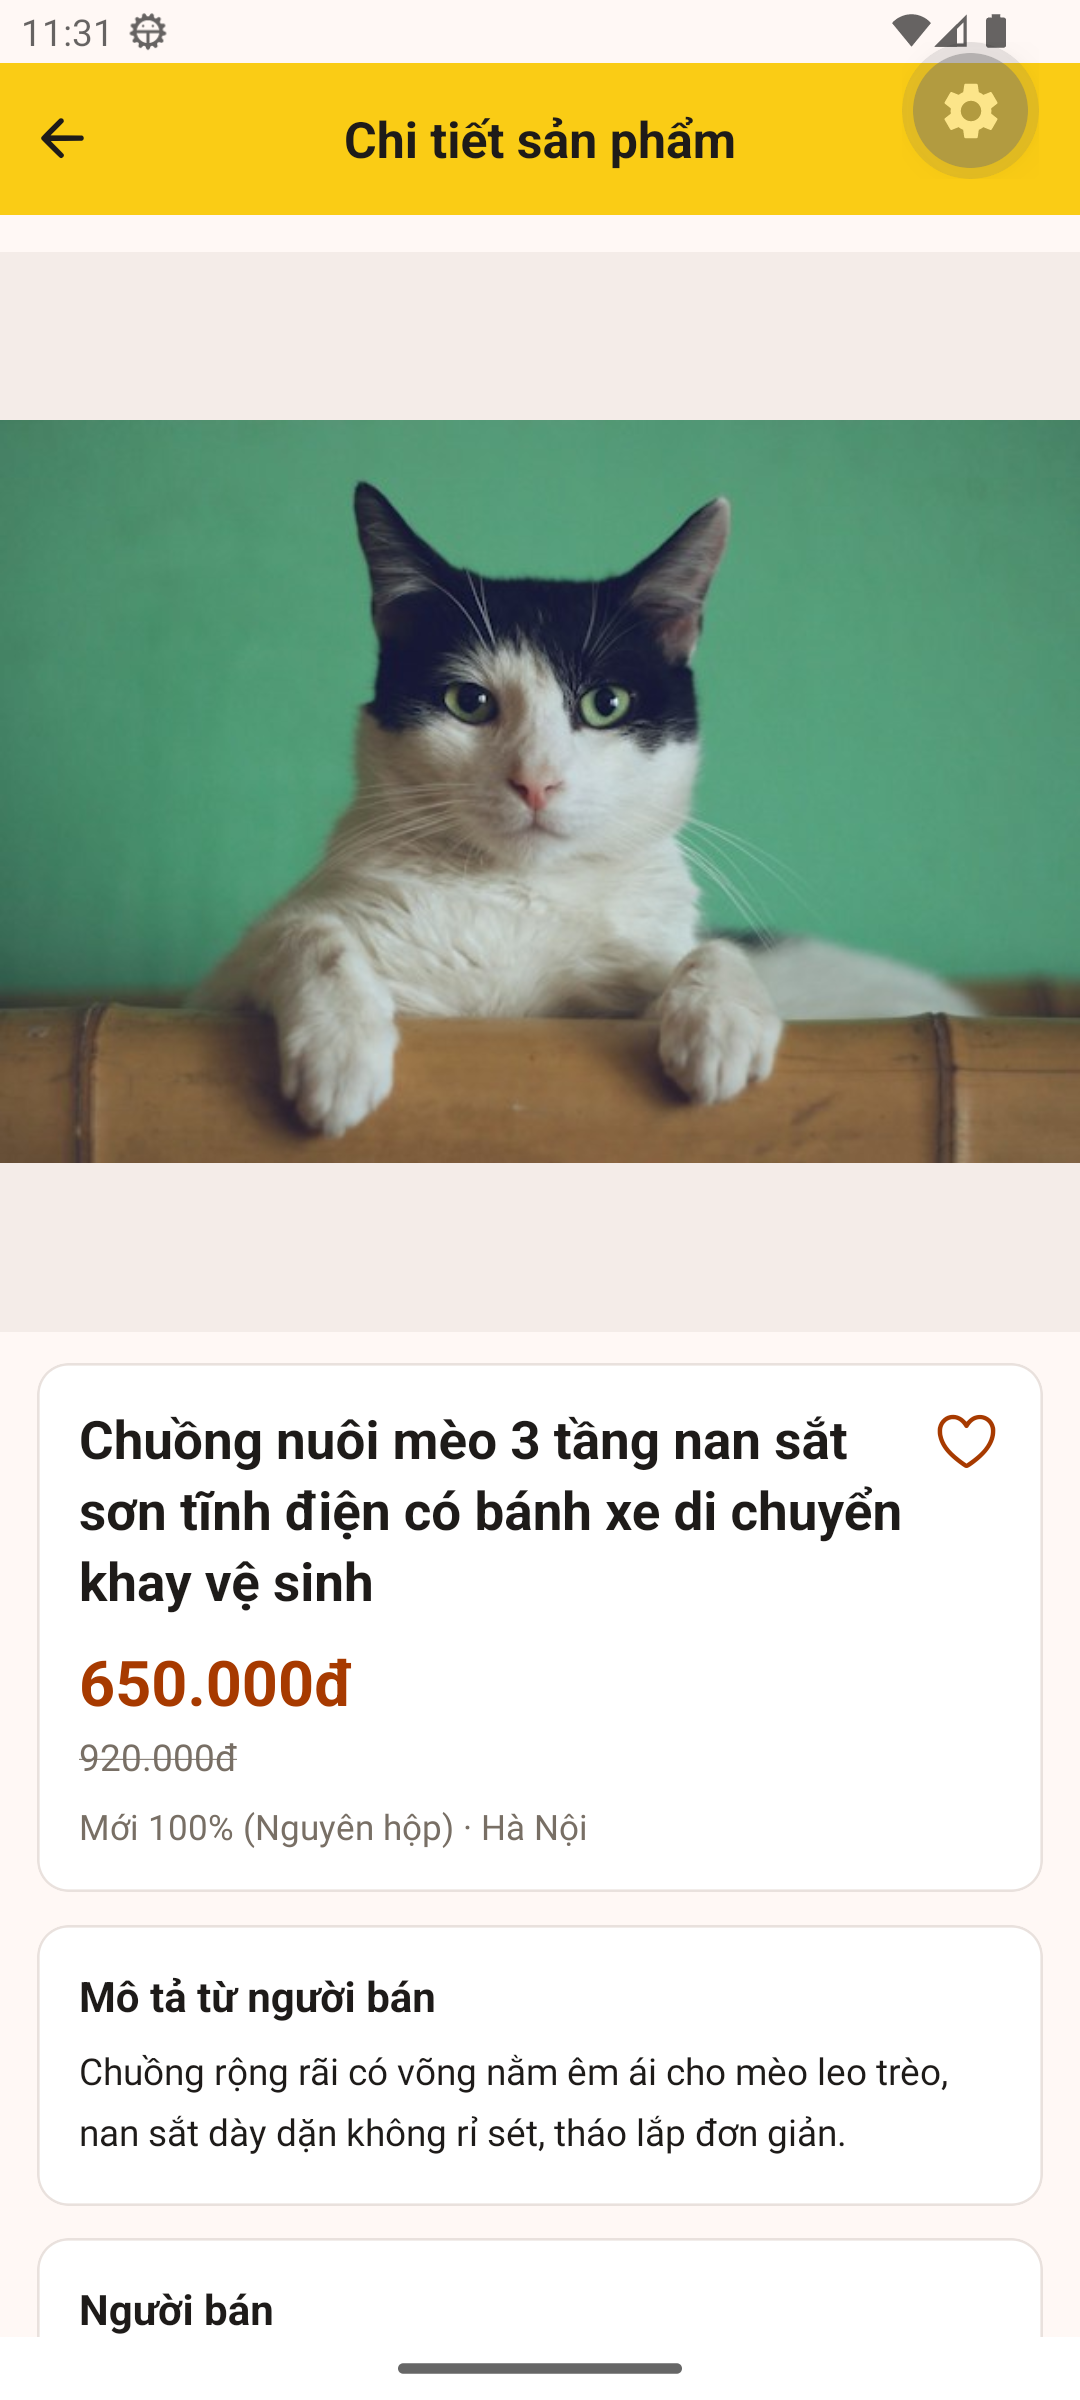 11:31
Chi tiết sản phẩm
Chuồng nuôi mèo 3 tầng nan sắt
sơn tĩnh điện có bánh xe di chuyển
khay vệ sinh
650.000đ
920.000đ
Mới 100% (Nguyên hộp) · Hà Nội
Mô tả từ người bán
Chuồng rộng rãi có võng nằm êm ái cho mèo leo trèo,
nan sắt dày dặn không rỉ sét, tháo lắp đơn giản.
Người bán